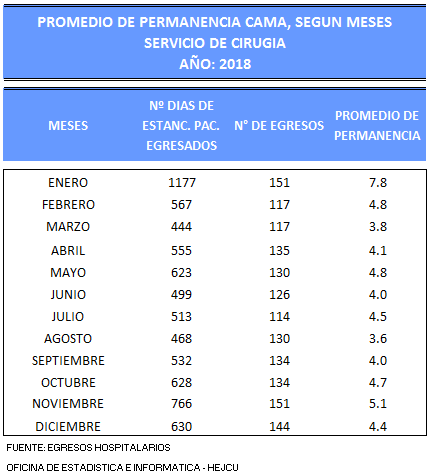 PROMEDIO DE PERMANENCIA CAMA, SEGUN MESES
SERVICIO DE CIRUGIA
AÑO: 2018
MESES Nº DIAS DE ESTANC. PAC. EGRESADOS N° DE EGRESOS PROMEDIO DE PERMANENCIA
ENERO 1177 151 7.8
FEBRERO 567 117 4.8
MARZO 444 117 3.8
ABRIL 555 135 4.1
MAYO 623 130 4.8
JUNIO 499 126 4.0
JULIO 513 114 4.5
AGOSTO 468 130 3.6
SEPTIEMBRE 532 134 4.0
OCTUBRE 628 134 4.7
NOVIEMBRE 766 151 5.1
DICIEMBRE 630 144 4.4
FUENTE: EGRESOS HOSPITALARIOS
OFICINA DE ESTADISTICA E INFORMATICA - HEJCU